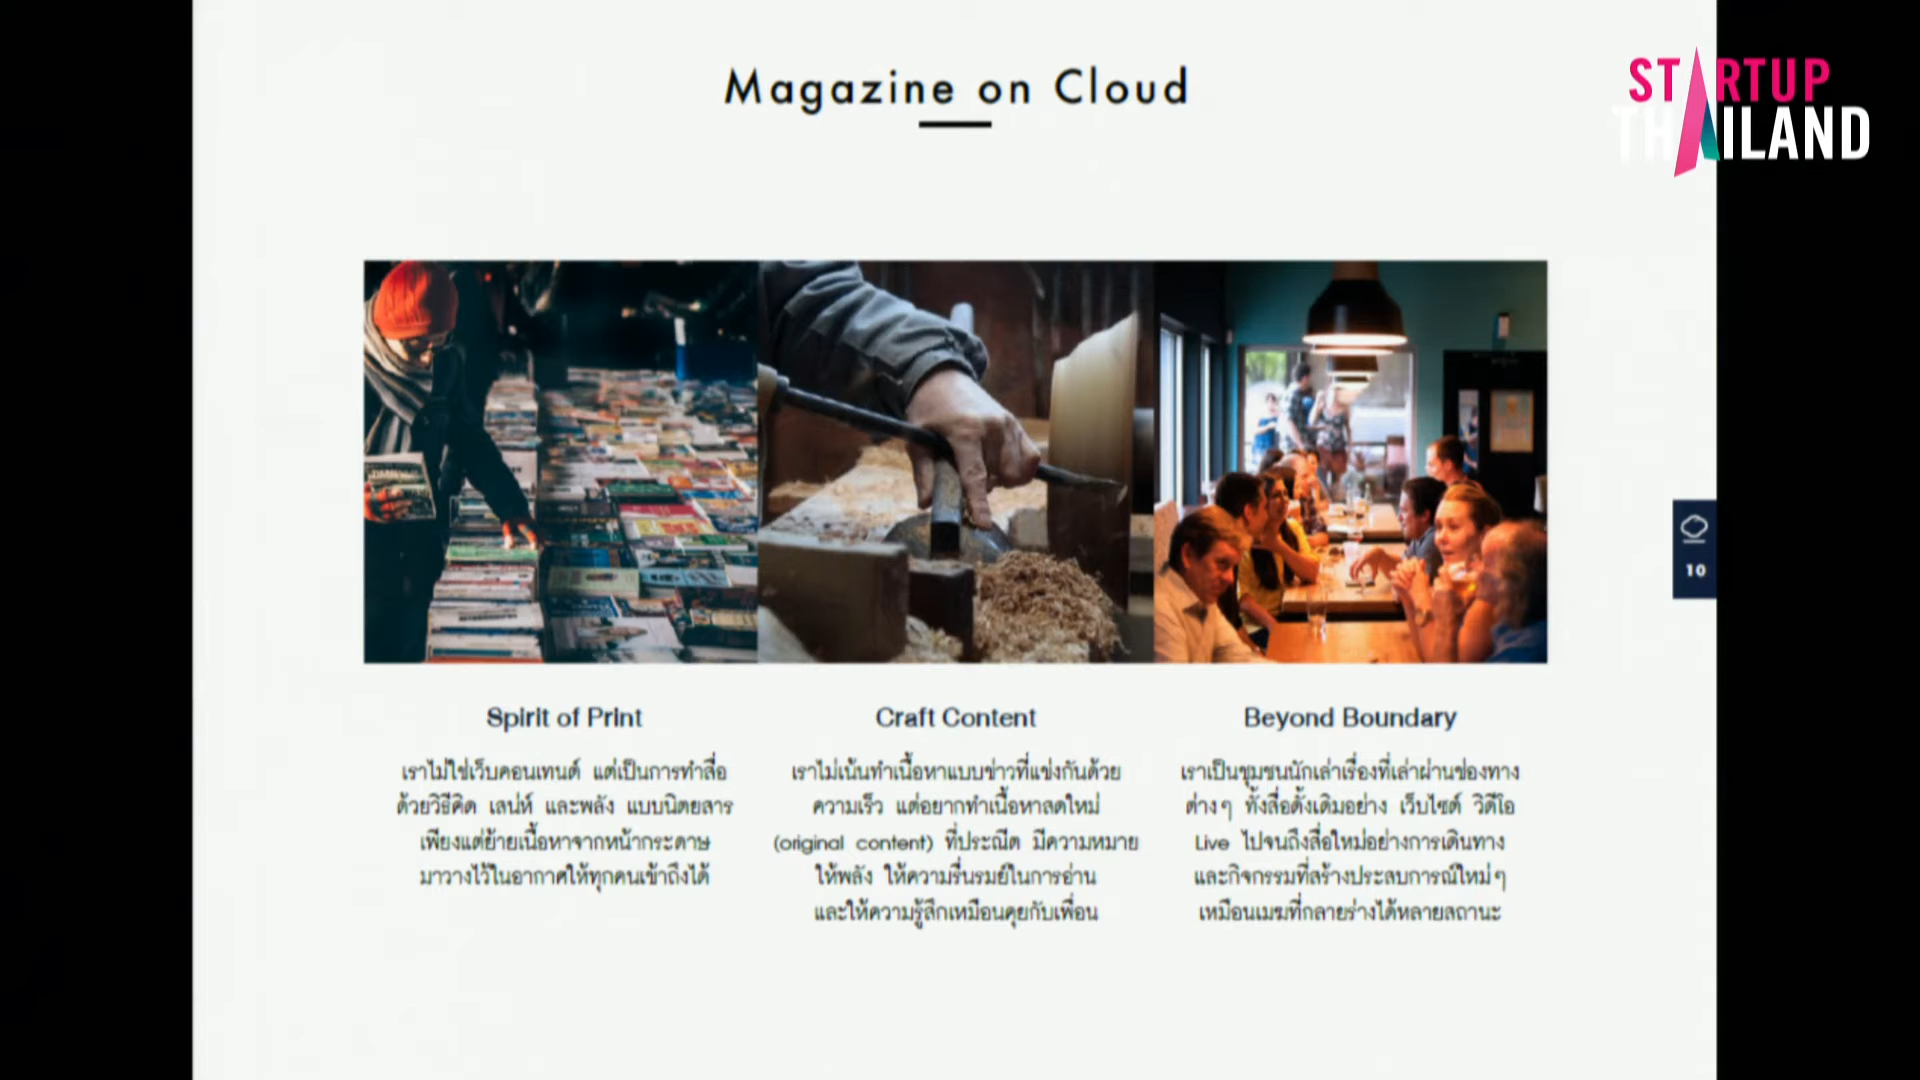 Magazine on Cloud
STARTUP
THAILAND
10
Spirit of Print
เราไม่ใช่เว็บคอนเทนต์ แต่เป็นการทำสื่อ
ด้วยวิธีคิด เสน่ห์ และพลัง แบบนิตยสาร
เพียงแต่ย้ายเนื้อหาจากหน้ากระดาษ
มาวางไว้ในอากาศให้ทุกคนเข้าถึงได้
Craft Content
เราไม่เน้นทำเนื้อหาแบบข่าวที่แข่งกันด้วย
ความเร็ว แต่อยากทำเนื้อหาสดใหม่
(original content) ที่ประณีต มีความหมาย
ให้พลัง ให้ความรื่นรมย์ในการอ่าน
และให้ความรู้สึกเหมือนคุยกับเพื่อน
Beyond Boundary
เราเป็นชุมชนนักเล่าเรื่องที่เล่าผ่านช่องทาง
ต่างๆ ทั้งสื่อดั้งเดิมอย่าง เว็บไซต์ วิดีโอ
Live ไปจนถึงสื่อใหม่อย่างการเดินทาง
และกิจกรรมที่สร้างประสบการณ์ใหม่ๆ
เหมือนเมฆที่กลายร่างได้หลายสถานะ